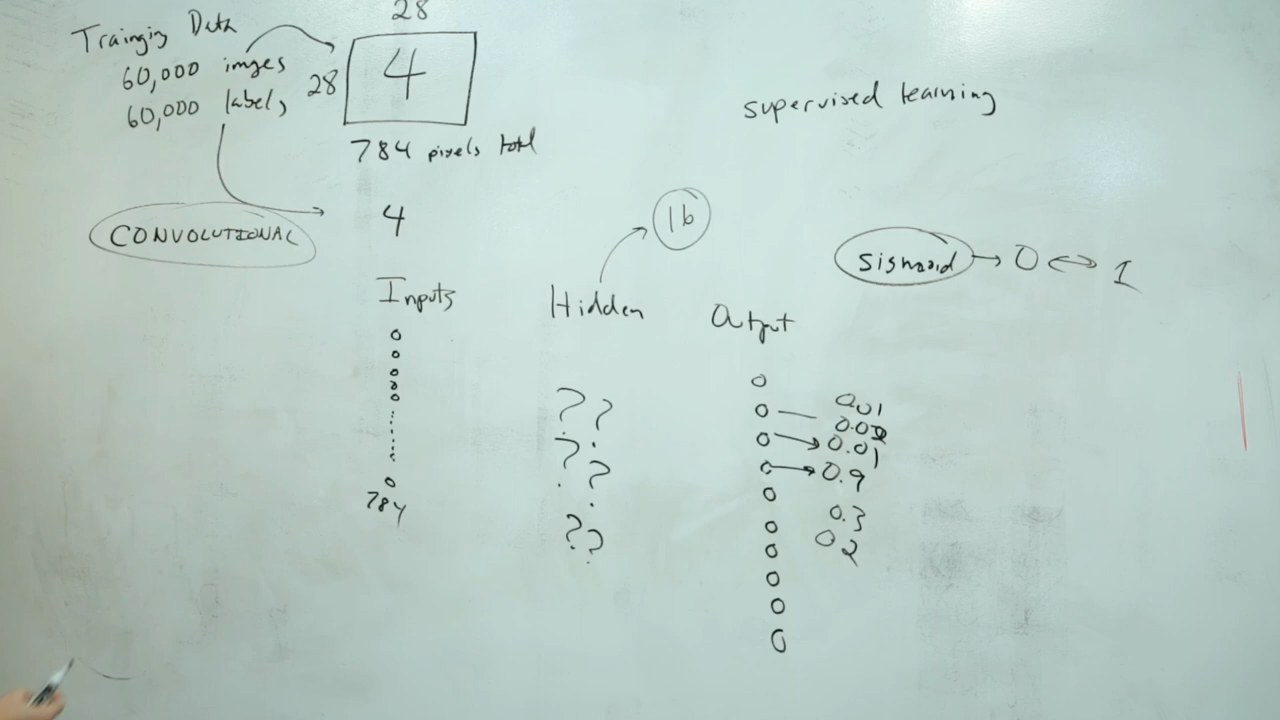 28
Trainging Data
60,000 images
60,000 labels
28
4
784 pixels total
supervised learning
4
CONVOLUTIONAL
16
sigmoid → 0 ↔ 1
Inputs
Hidden
Output
784
??
??
??
0.01
0.02
0.01
0.9
0.3
0.2